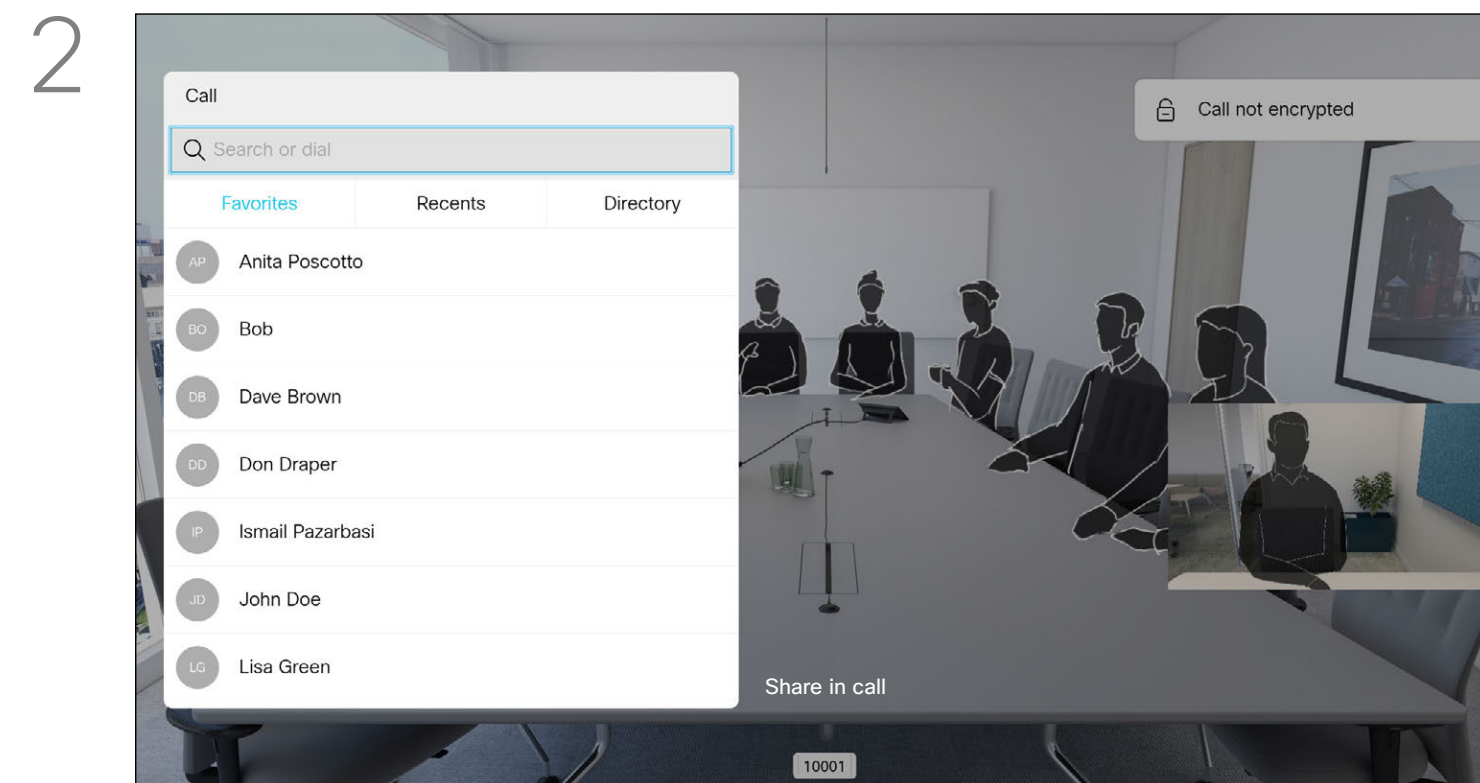 2
Call
Call not encrypted
Search or dial
Favorites Recents Directory
AP Anita Poscotto
BO Bob
DB Dave Brown
DD Don Draper
IP Ismail Pazarbasi
JD John Doe
LG Lisa Green
Share in call
10001